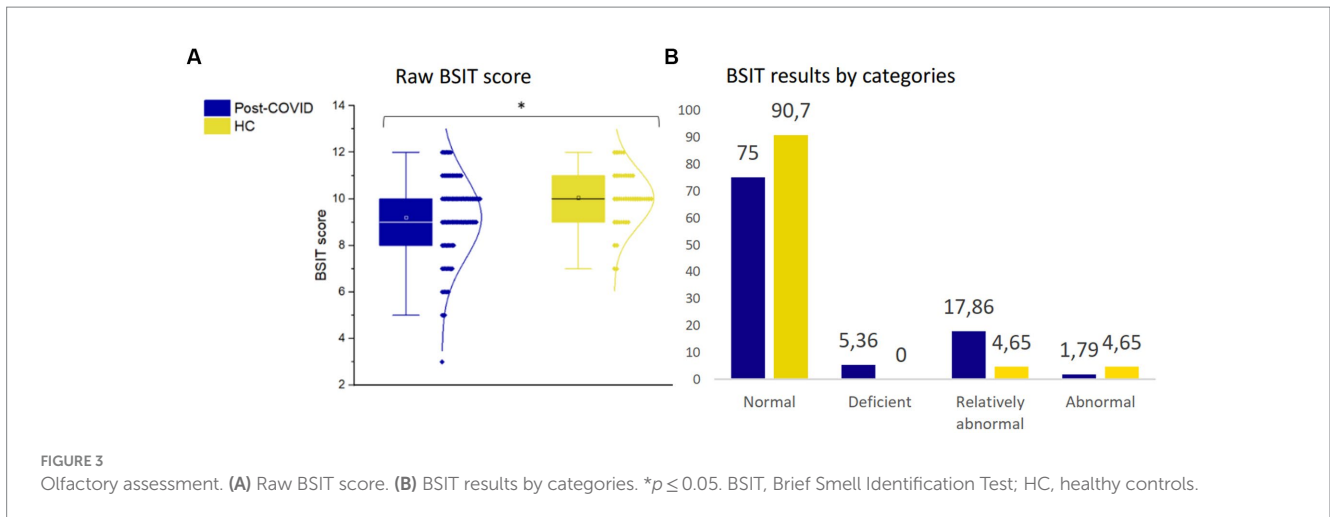 A
Raw BSIT score
Post-COVID
HC
*
BSIT score
14
12
10
8
6
4
2
B
BSIT results by categories
100
90
80
70
60
50
40
30
20
10
0
75
90,7
5,36
0
17,86
4,65
1,79
4,65
Normal
Deficient
Relatively
abnormal
Abnormal
FIGURE 3
Olfactory assessment. (A) Raw BSIT score. (B) BSIT results by categories. *p ≤ 0.05. BSIT, Brief Smell Identification Test; HC, healthy controls.